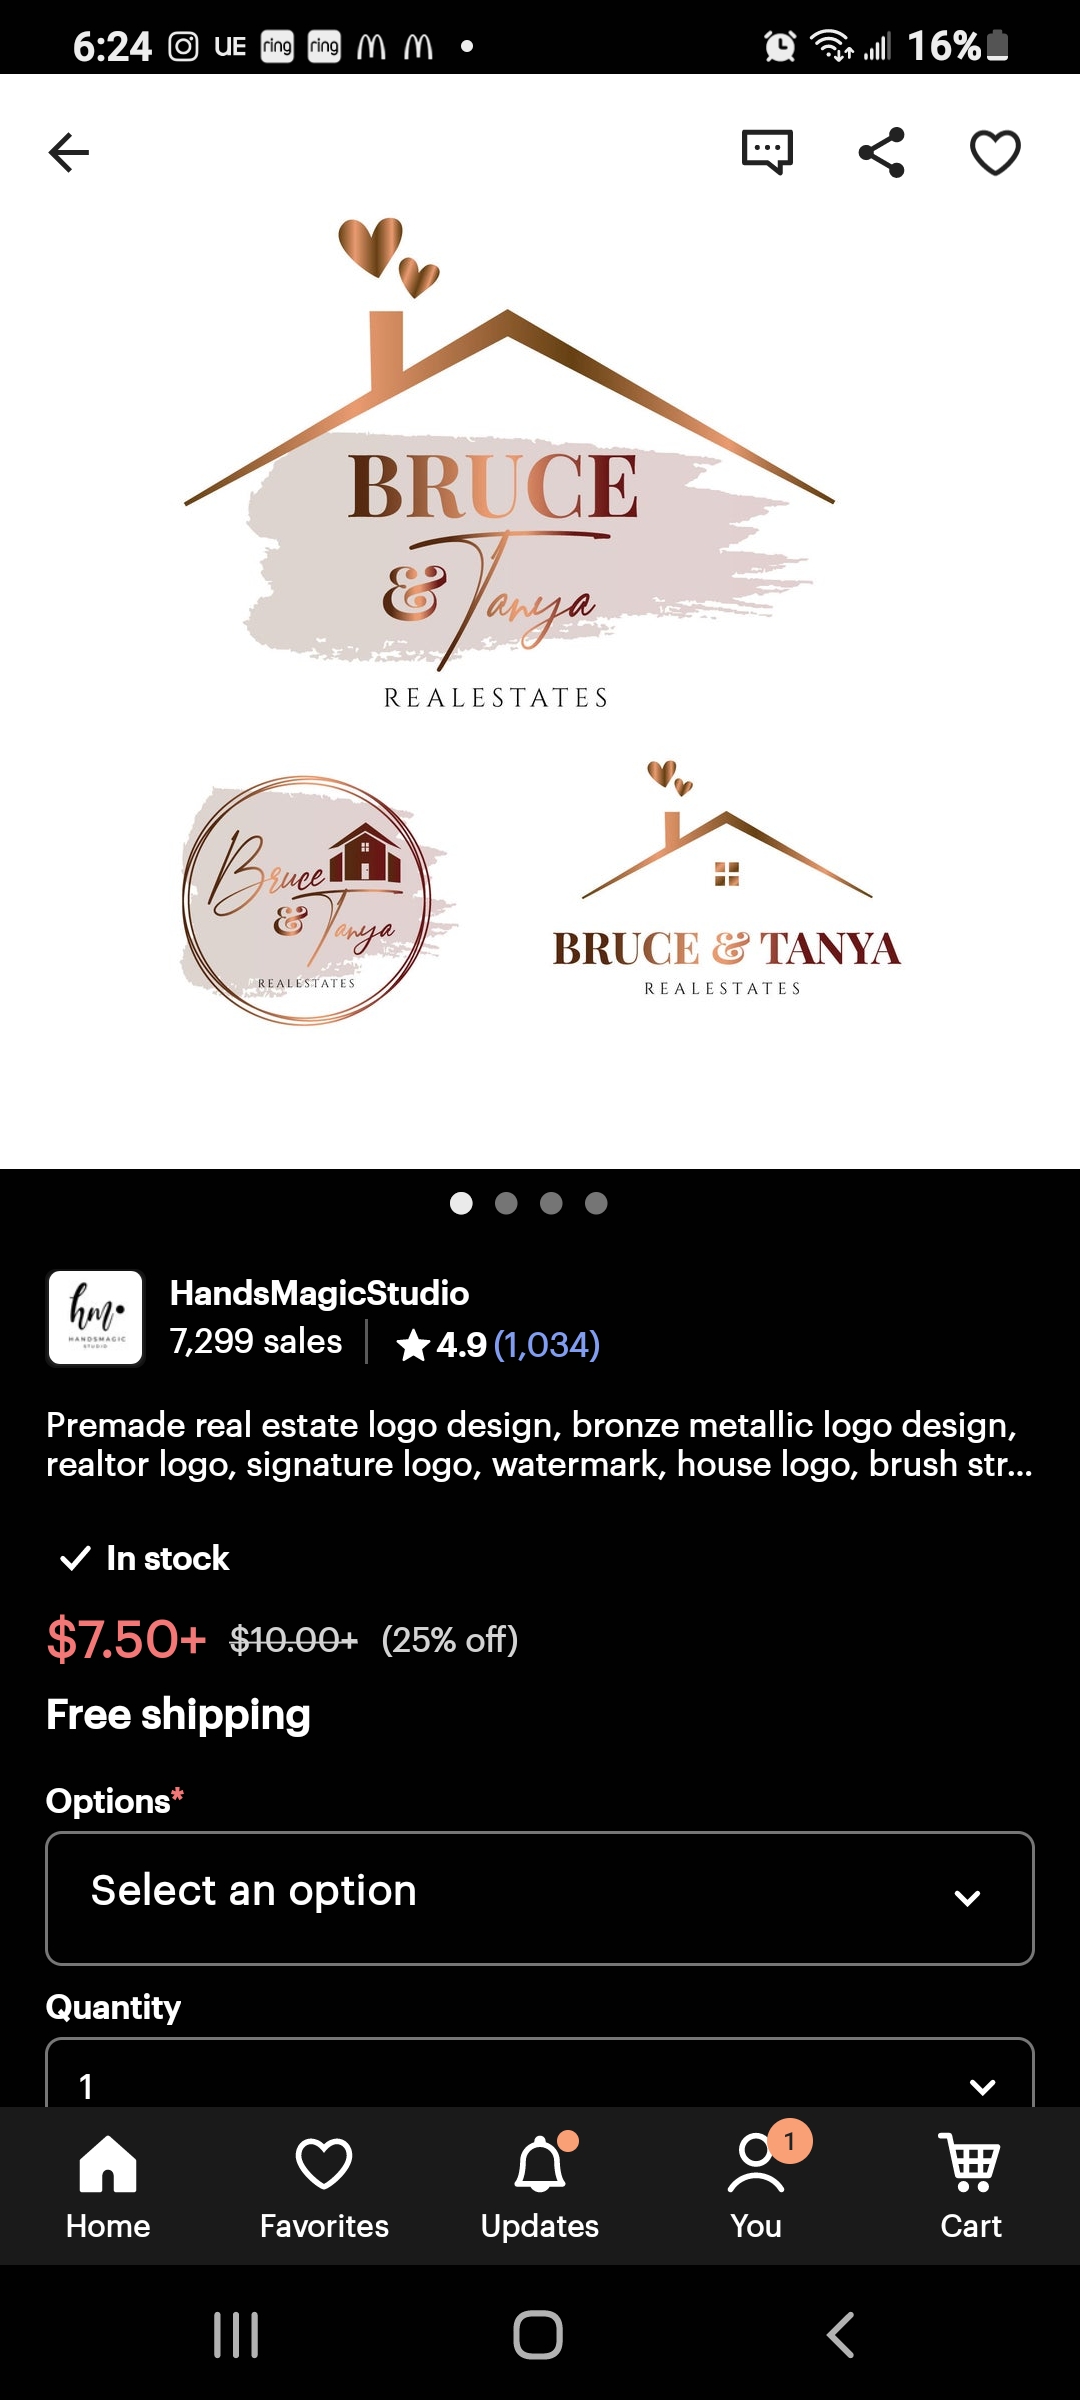 6:24 UE ring ring 16%
BRUCE
& Tanya
REALESTATES
Bruce
& Tanya
REALESTATES
BRUCE & TANYA
REALESTATES
hm
HANDSMAGIC
STUDIO
HandsMagicStudio
7,299 sales 4.9 (1,034)
Premade real estate logo design, bronze metallic logo design,
realtor logo, signature logo, watermark, house logo, brush str...
In stock
$7.50+ $10.00+ (25% off)
Free shipping
Options*
Select an option
Quantity
1
1
Home Favorites Updates You Cart